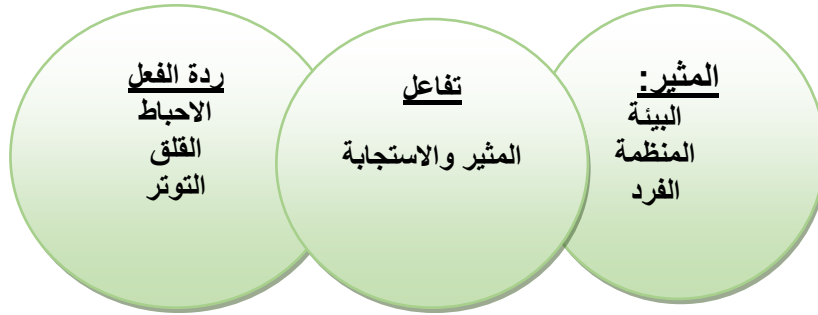 المثير:
البيئة
المنظمة
الفرد
تفاعل
المثير والاستجابة
ردة الفعل
الاحباط
القلق
التوتر